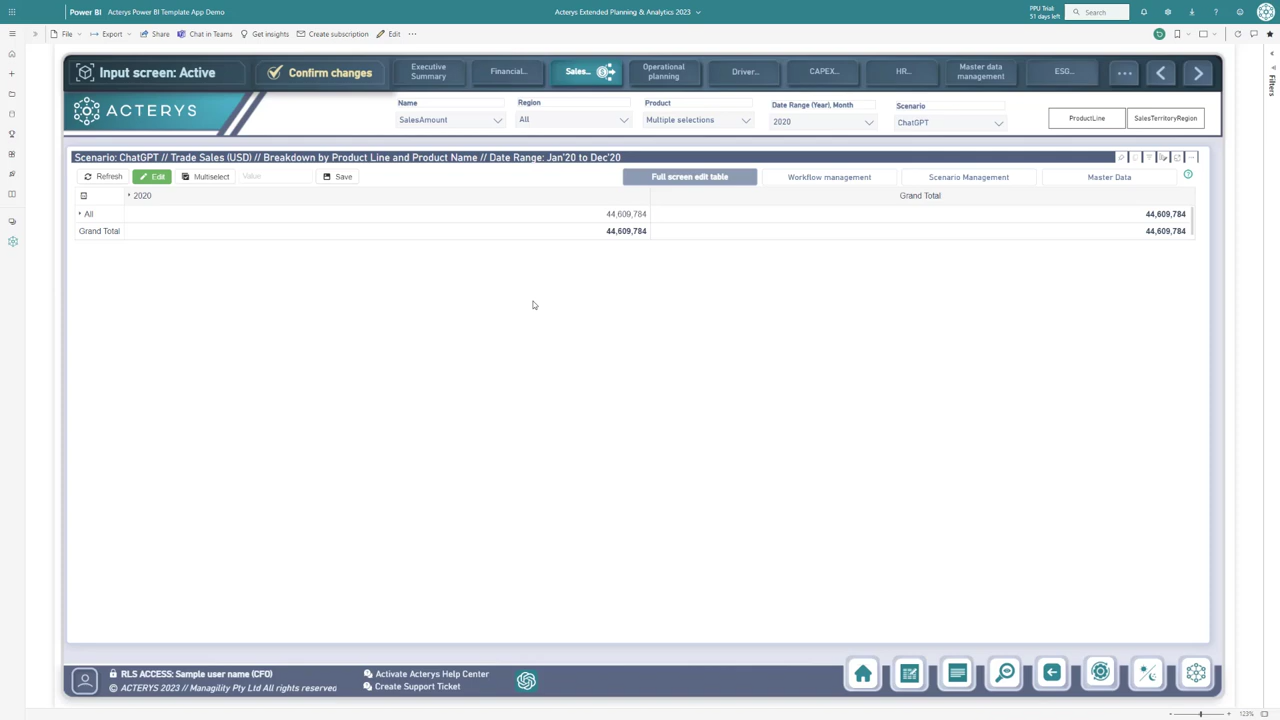 Power BI Acterys Power BI Template App Demo
Acterys Extended Planning & Analytics 2023
PPU Trial
51 days left
Search
File Export Share Chat in Teams Get insights Create subscription Edit
Input screen: Active
Confirm changes
Executive Summary
Financial...
Sales...
Operational planning
Driver...
CAPEX...
HR...
Master data management
ESG...
ACTERYS
Name
SalesAmount
Region
All
Product
Multiple selections
Date Range (Year), Month
2020
Scenario
ChatGPT
ProductLine
SalesTerritoryRegion
Filters
Scenario: ChatGPT // Trade Sales (USD) // Breakdown by Product Line and Product Name // Date Range: Jan'20 to Dec'20
Refresh Edit Multiselect Value Save
Full screen edit table Workflow management Scenario Management Master Data
2020 Grand Total
All 44,609,784 44,609,784
Grand Total 44,609,784 44,609,784
RLS ACCESS: Sample user name (CFO)
© ACTERYS 2023 // Managility Pty Ltd All rights reserved
Activate Acterys Help Center
Create Support Ticket
123%